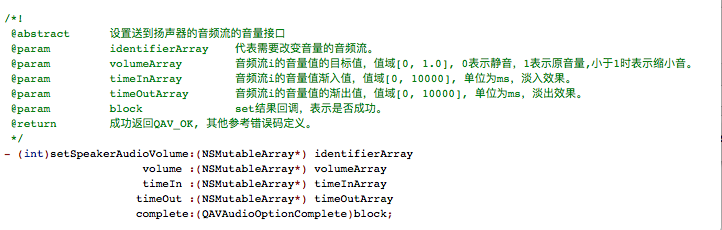 /*!
@abstract 设置送到扬声器的音频流的音量接口
@param identifierArray 代表需要改变音量的音频流。
@param volumeArray 音频流i的音量值的目标值，值域[0, 1.0], 0表示静音，1表示原音量,小于1时表示缩小音。
@param timeInArray 音频流i的音量值渐入值，值域[0, 10000], 单位为ms，淡入效果。
@param timeOutArray 音频流i的音量值的渐出值，值域[0, 10000], 单位为ms，淡出效果。
@param block set结果回调，表示是否成功。
@return 成功返回QAV_OK, 其他参考错误码定义。
*/
- (int)setSpeakerAudioVolume:(NSMutableArray*) identifierArray
volume :(NSMutableArray*) volumeArray
timeIn :(NSMutableArray*) timeInArray
timeOut :(NSMutableArray*) timeOutArray
complete:(QAVAudioOptionComplete)block;